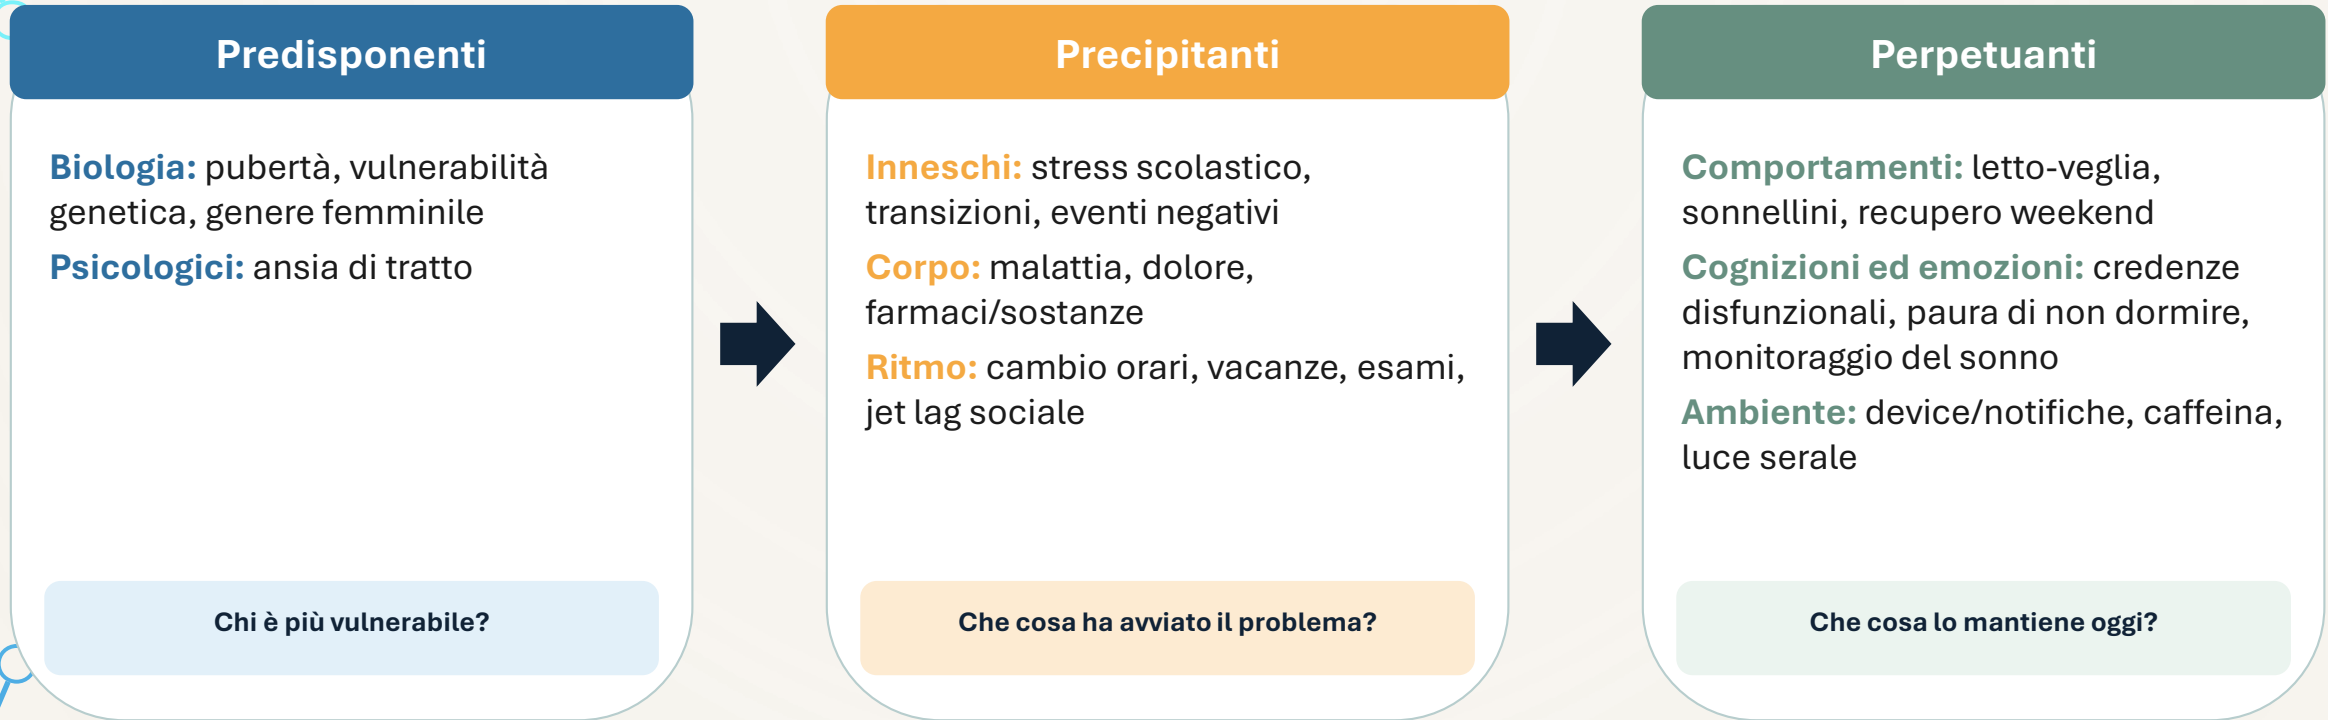 Predisponenti
Biologia: pubertà, vulnerabilità
genetica, genere femminile
Psicologici: ansia di tratto
Chi è più vulnerabile?
Precipitanti
Inneschi: stress scolastico,
transizioni, eventi negativi
Corpo: malattia, dolore,
farmaci/sostanze
Ritmo: cambio orari, vacanze, esami,
jet lag sociale
Che cosa ha avviato il problema?
Perpetuanti
Comportamenti: letto-veglia,
sonnellini, recupero weekend
Cognizioni ed emozioni: credenze
disfunzionali, paura di non dormire,
monitoraggio del sonno
Ambiente: device/notifiche, caffeina,
luce serale
Che cosa lo mantiene oggi?